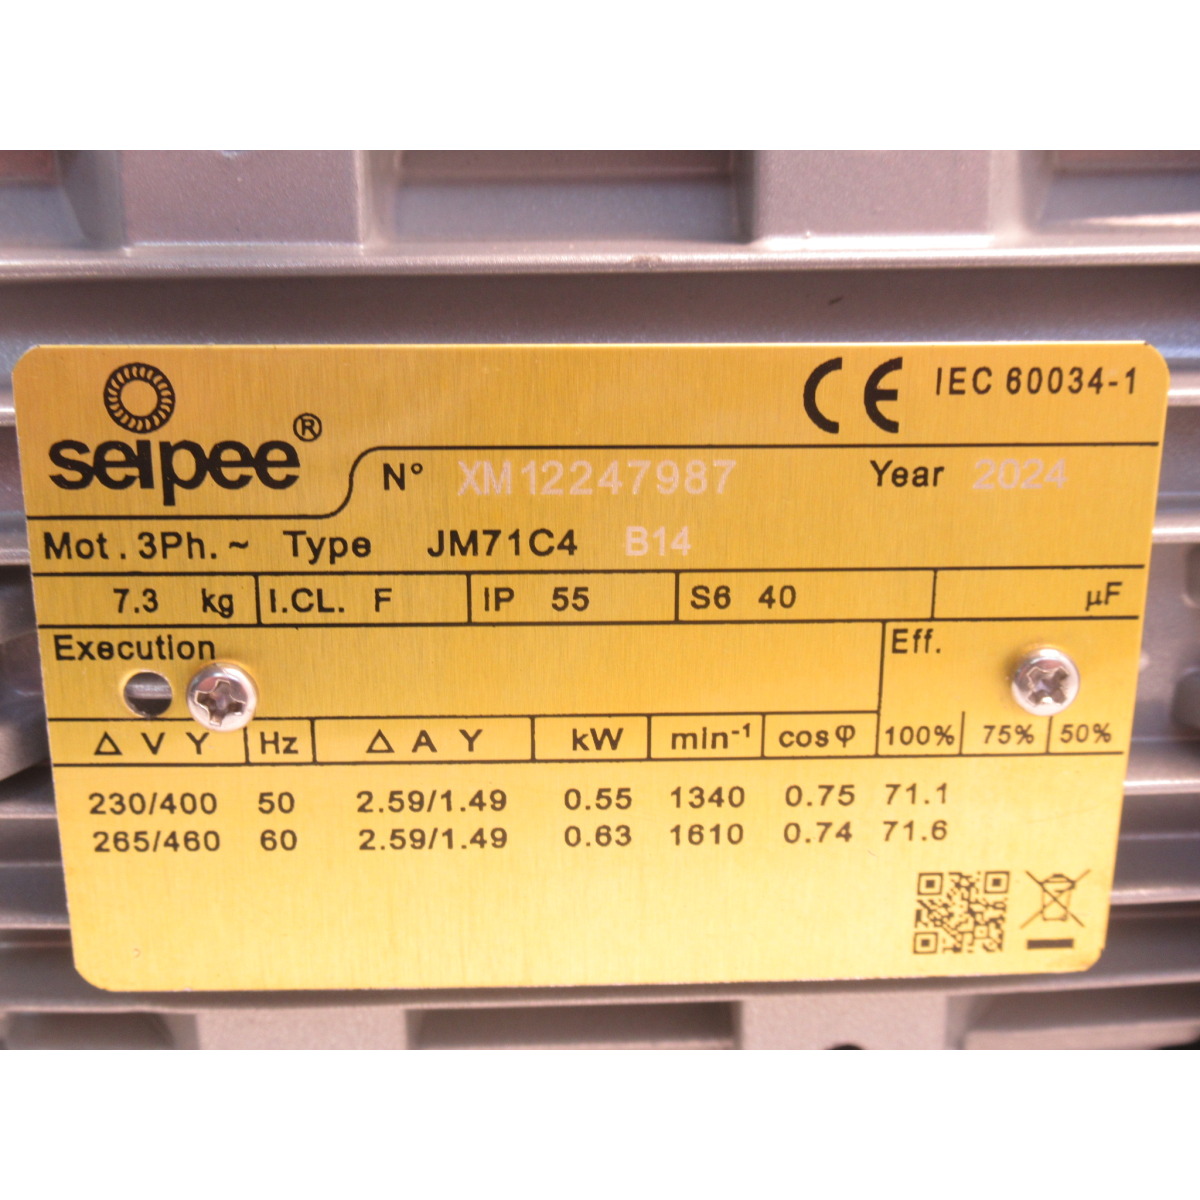 seipee®
CE IEC 60034-1
N° XM12247987 Year 2024
Mot. 3Ph. ~ Type JM71C4 B14
7.3 kg I.CL. F IP 55 S6 40 µF
Execution Eff.
Δ V Y Hz Δ A Y kW min-1 cosφ 100% 75% 50%
230/400 50 2.59/1.49 0.55 1340 0.75 71.1
265/460 60 2.59/1.49 0.63 1610 0.74 71.6